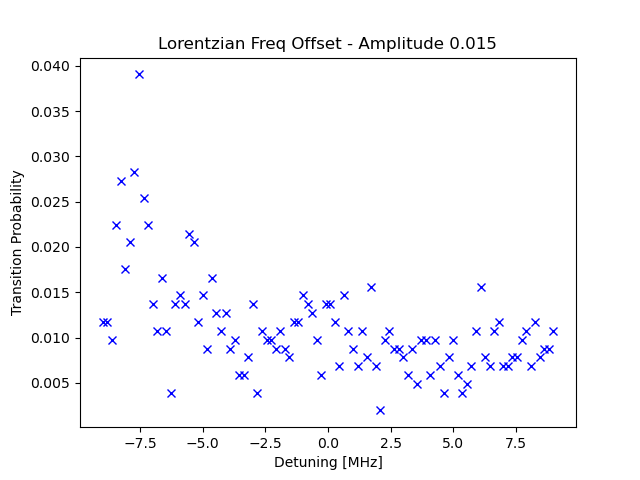 Lorentzian Freq Offset - Amplitude 0.015
0.040
0.035
0.030
0.025
0.020
0.015
0.010
0.005
Transition Probability
−7.5 −5.0 −2.5 0.0 2.5 5.0 7.5
Detuning [MHz]